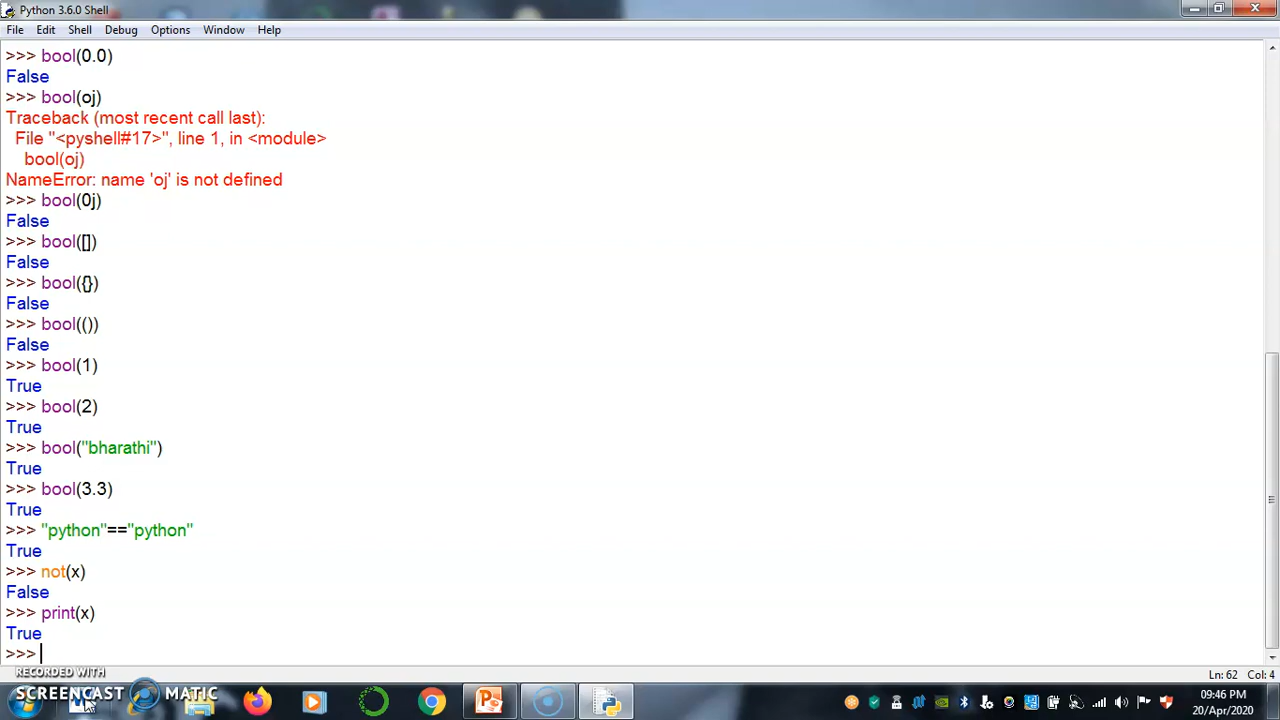 Python 3.6.0 Shell
File Edit Shell Debug Options Window Help
>>> bool(0.0)
False
>>> bool(oj)
Traceback (most recent call last):
  File "<pyshell#17>", line 1, in <module>
    bool(oj)
NameError: name 'oj' is not defined
>>> bool(0j)
False
>>> bool([])
False
>>> bool({})
False
>>> bool(())
False
>>> bool(1)
True
>>> bool(2)
True
>>> bool("bharathi")
True
>>> bool(3.3)
True
>>> "python"=="python"
True
>>> not(x)
False
>>> print(x)
True
>>>
Ln: 62 Col: 4
RECORDED WITH
SCREENCAST MATIC
09:46 PM
20/Apr/2020